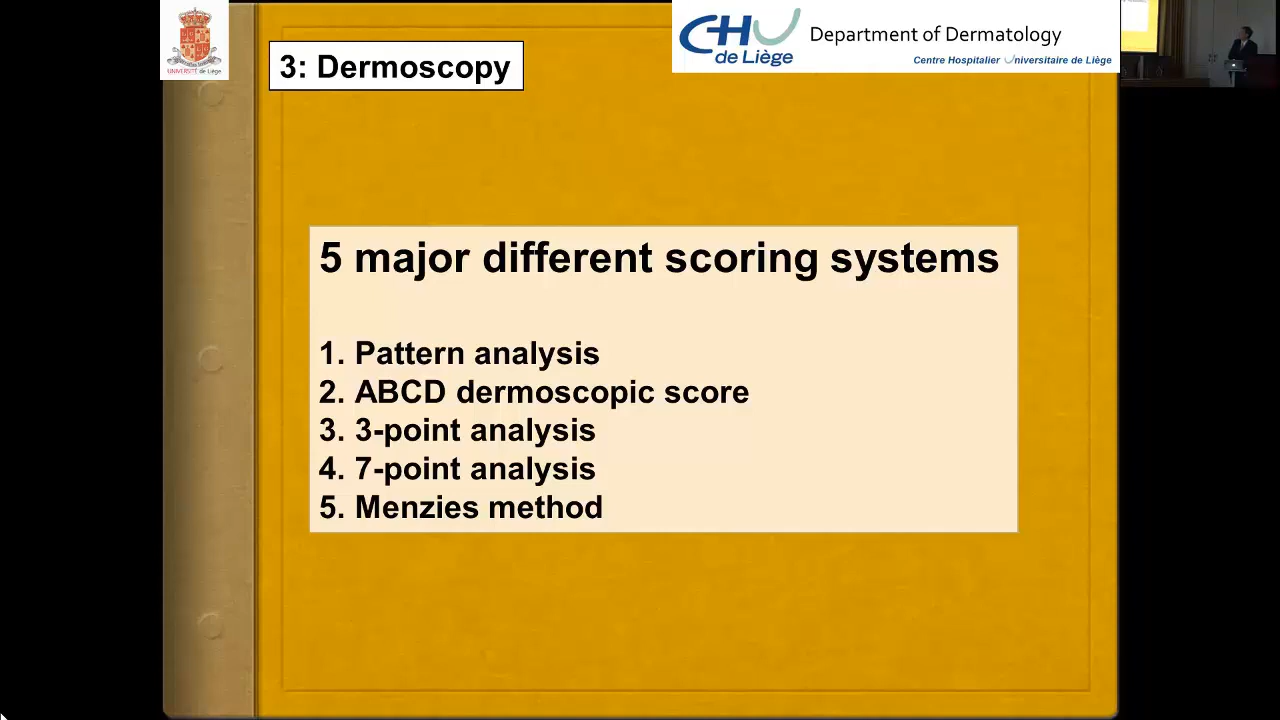 UNIVERSITÉ de Liège
3: Dermoscopy
CHU
de Liège
Department of Dermatology
Centre Hospitalier Universitaire de Liège
5 major different scoring systems
1. Pattern analysis
2. ABCD dermoscopic score
3. 3-point analysis
4. 7-point analysis
5. Menzies method